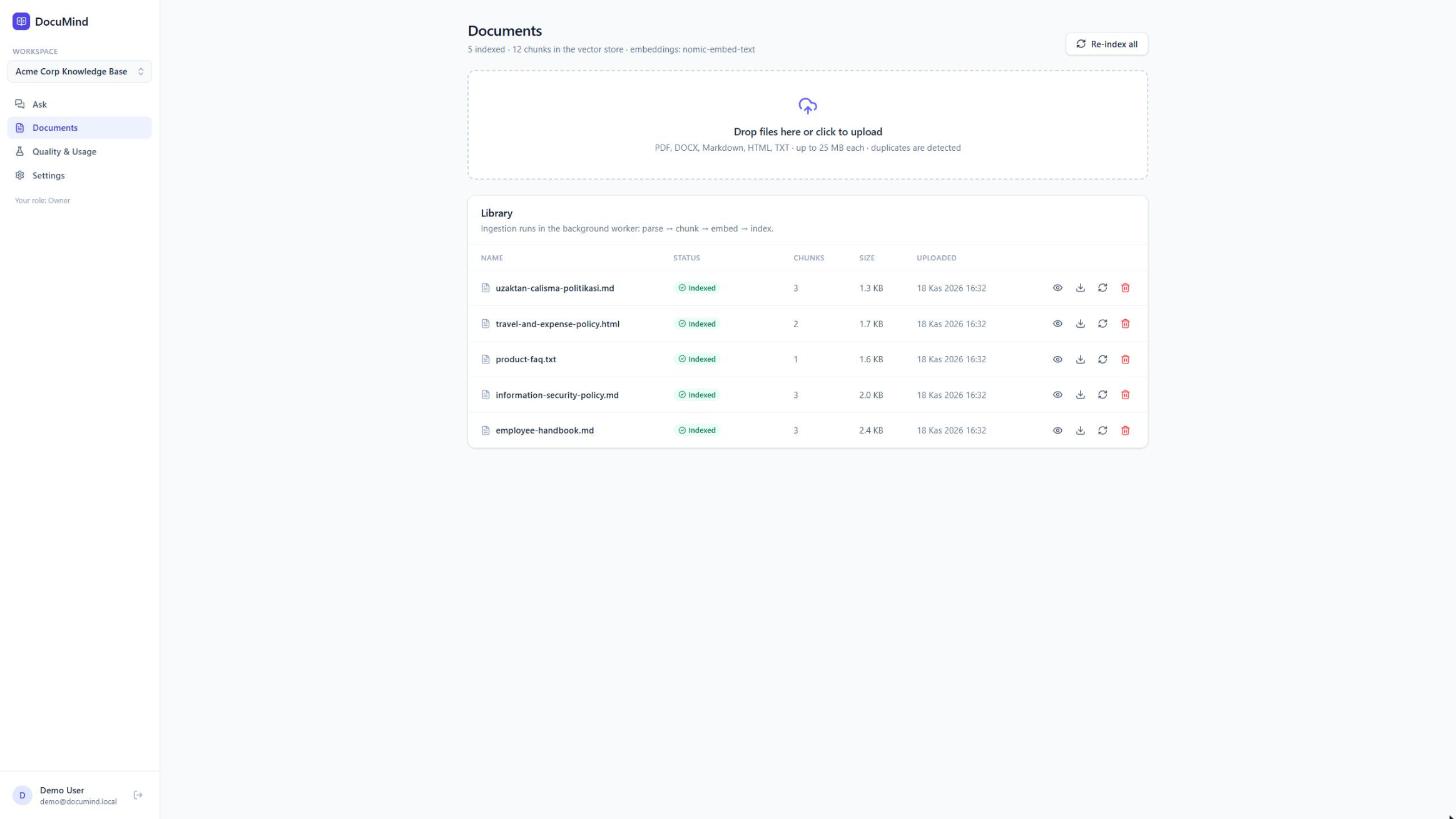 DocuMind
WORKSPACE
Acme Corp Knowledge Base
Ask
Documents
Quality & Usage
Settings
Your role: Owner
Documents
5 indexed · 12 chunks in the vector store · embeddings: nomic-embed-text
Re-index all
Drop files here or click to upload
PDF, DOCX, Markdown, HTML, TXT · up to 25 MB each · duplicates are detected
Library
Ingestion runs in the background worker: parse → chunk → embed → index.
NAME STATUS CHUNKS SIZE UPLOADED
uzaktan-calisma-politikasi.md Indexed 3 1.3 KB 18 Kas 2026 16:32
travel-and-expense-policy.html Indexed 2 1.7 KB 18 Kas 2026 16:32
product-faq.txt Indexed 1 1.6 KB 18 Kas 2026 16:32
information-security-policy.md Indexed 3 2.0 KB 18 Kas 2026 16:32
employee-handbook.md Indexed 3 2.4 KB 18 Kas 2026 16:32
D
Demo User
demo@documind.local